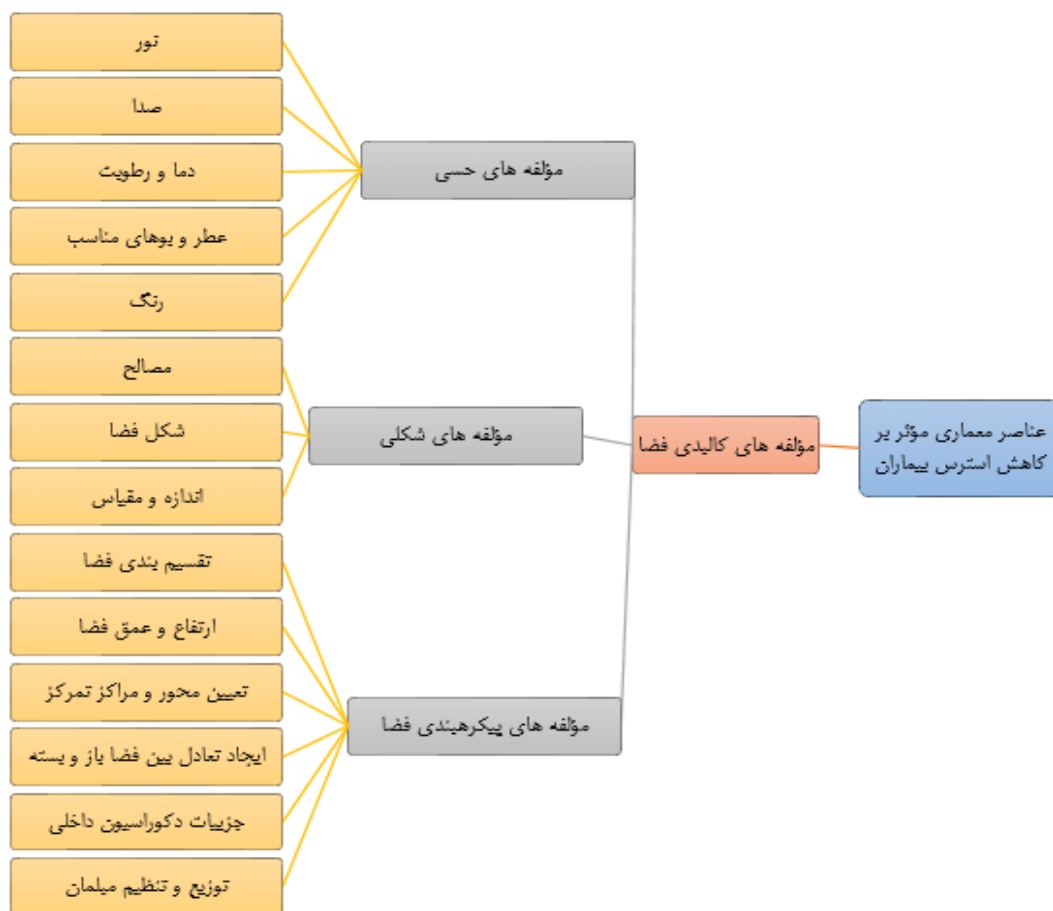 عناصر معماری مؤثر بر
کاهش استرس بیماران
مؤلفه های کالبدی فضا
مؤلفه های حسی
نور
صدا
دما و رطوبت
عطر و بوهای مناسب
رنگ
مؤلفه های شکلی
مصالح
شکل فضا
اندازه و مقیاس
مؤلفه های پیکرهبندی فضا
تقسیم بندی فضا
ارتفاع و عمق فضا
تعیین محور و مراکز تمرکز
ایجاد تعادل بین فضا باز و بسته
جزییات دکوراسیون داخلی
توزیع و تنظیم مبلمان